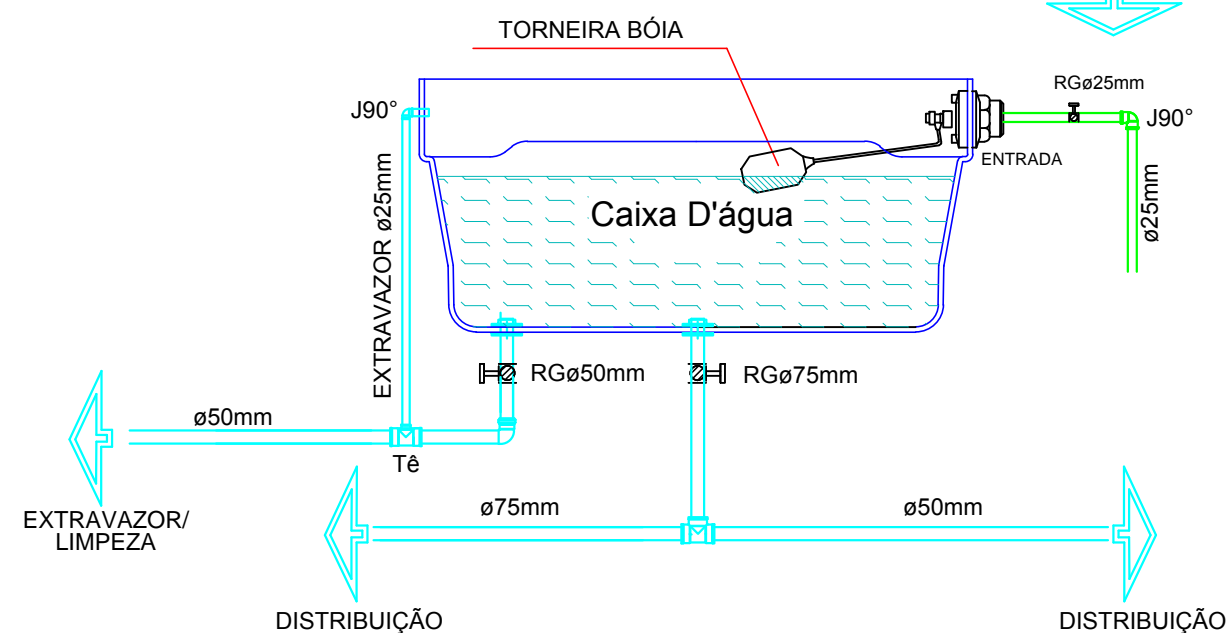 TORNEIRA BÓIA
RGø25mm
J90°
J90°
ENTRADA
EXTRAVAZOR ø25mm
ø25mm
Caixa D'água
RGø50mm
RGø75mm
ø50mm
Tê
ø75mm
ø50mm
EXTRAVAZOR/
LIMPEZA
DISTRIBUIÇÃO
DISTRIBUIÇÃO